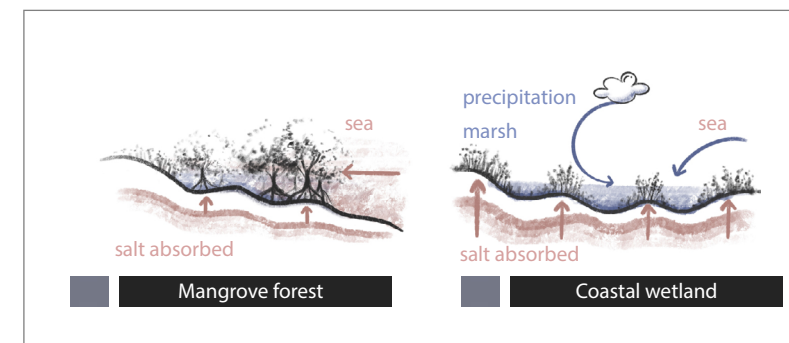 sea
salt absorbed
Mangrove forest
precipitation
marsh
sea
salt absorbed
Coastal wetland